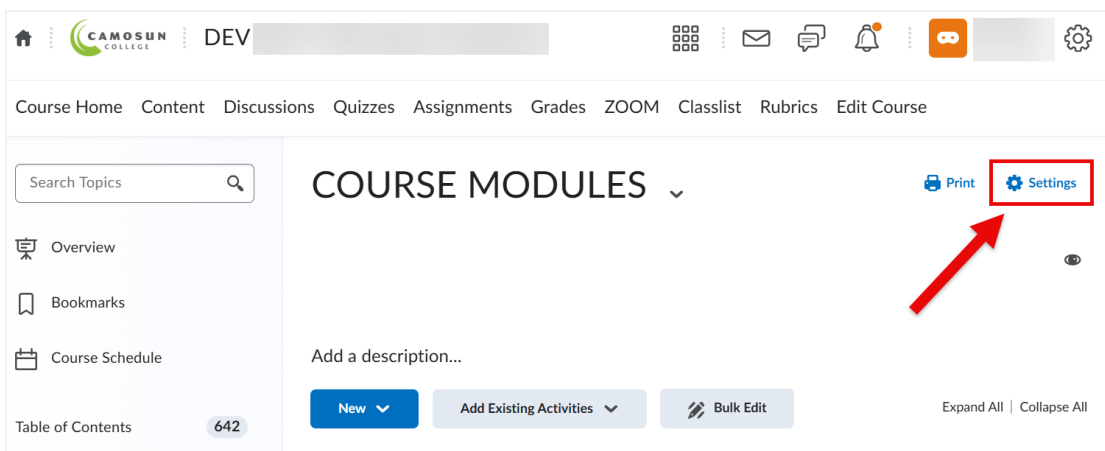 CAMOSUN
COLLEGE
DEV
Course Home Content Discussions Quizzes Assignments Grades ZOOM Classlist Rubrics Edit Course
Search Topics
COURSE MODULES
Print Settings
Overview
Bookmarks
Course Schedule
Add a description...
New Add Existing Activities Bulk Edit Expand All | Collapse All
Table of Contents 642